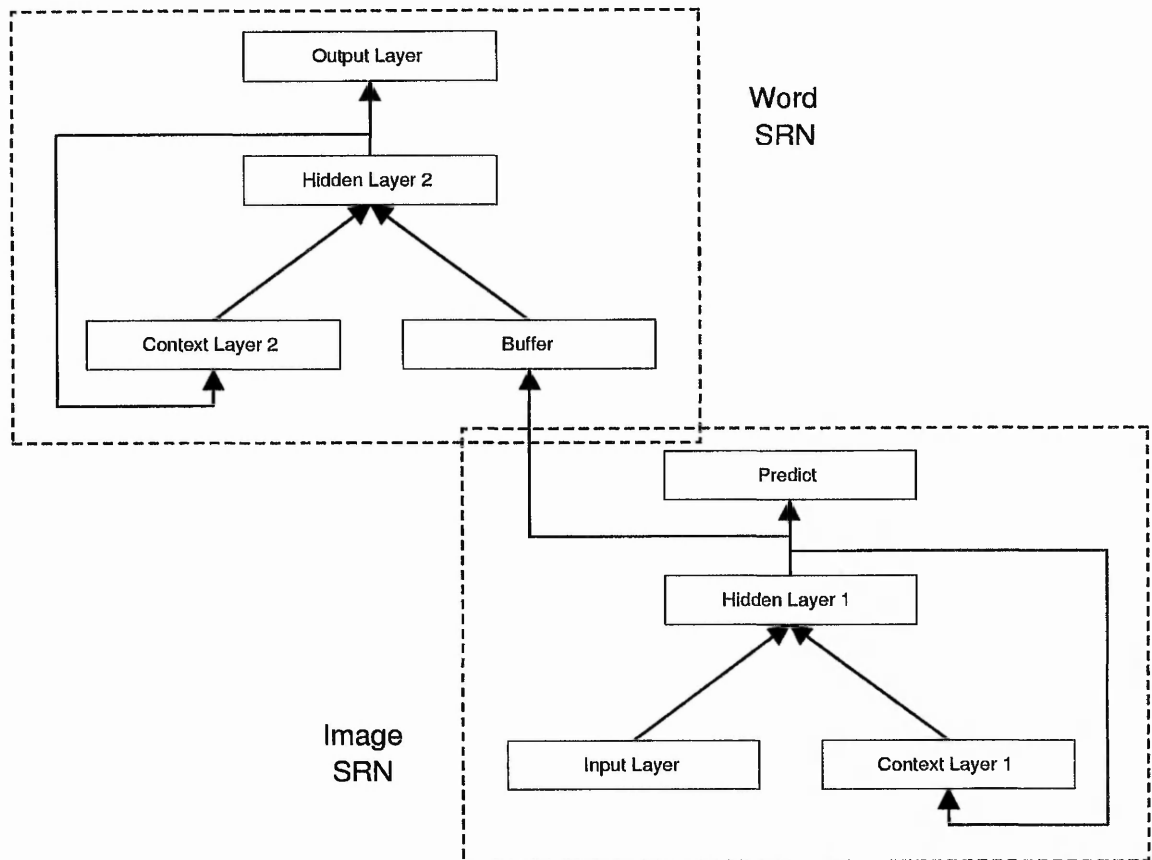 Output Layer
Word
SRN
Hidden Layer 2
Context Layer 2
Buffer
Predict
Hidden Layer 1
Image
SRN
Input Layer
Context Layer 1